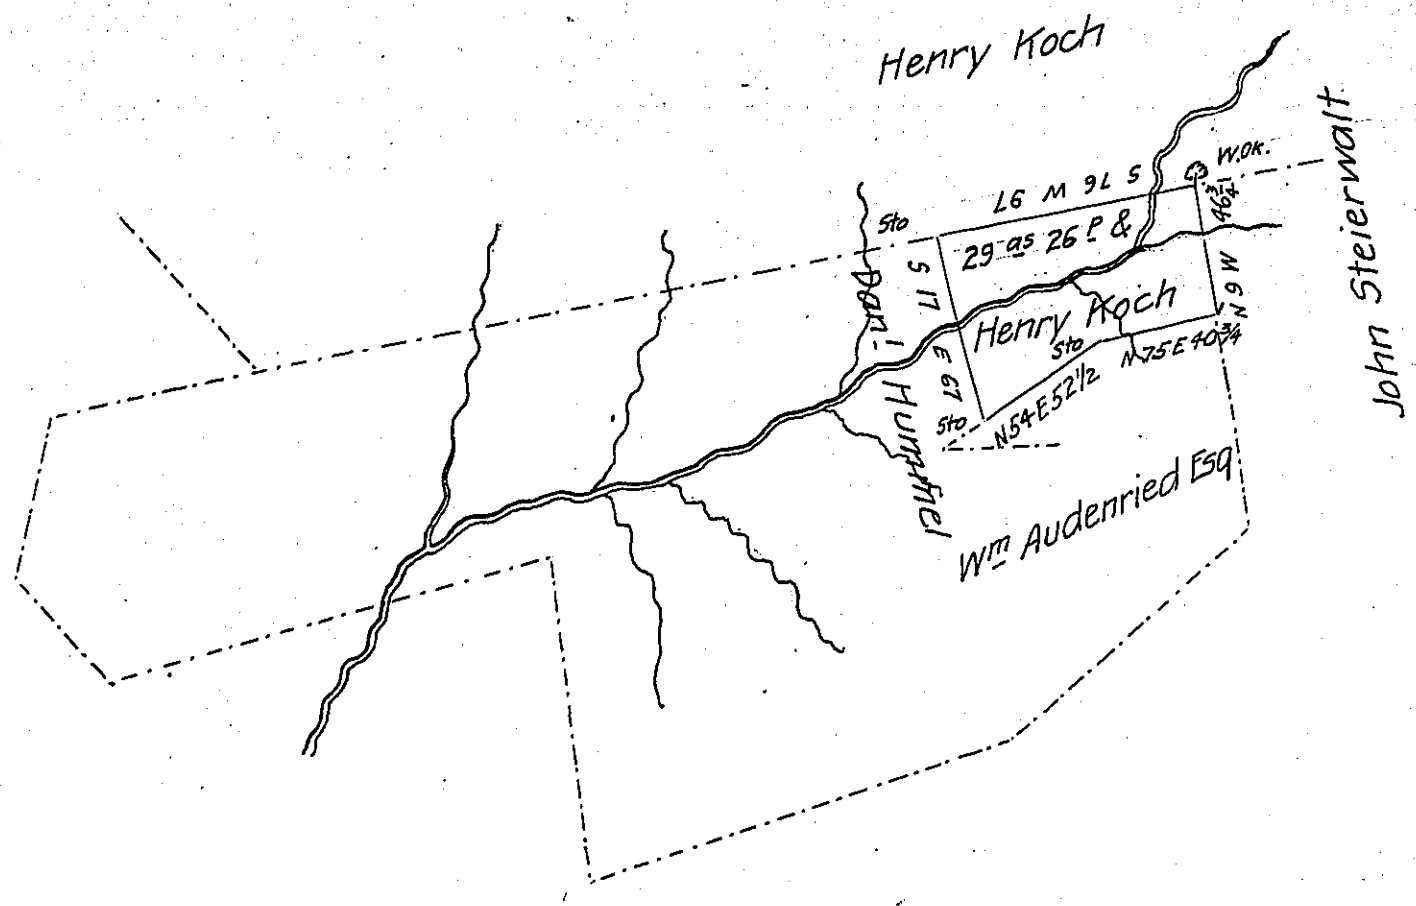 Henry Koch
John Steierwalt
W.OK.
S 76 W 97
46 3/4
Sto
29 as 26 P &
S 17 E 67
N 9 W
Henry Koch
Sto
N 75 E 40 3/4
N 54 E 52 1/2
Sto
Danl Hummel
Wm Audenried Esq